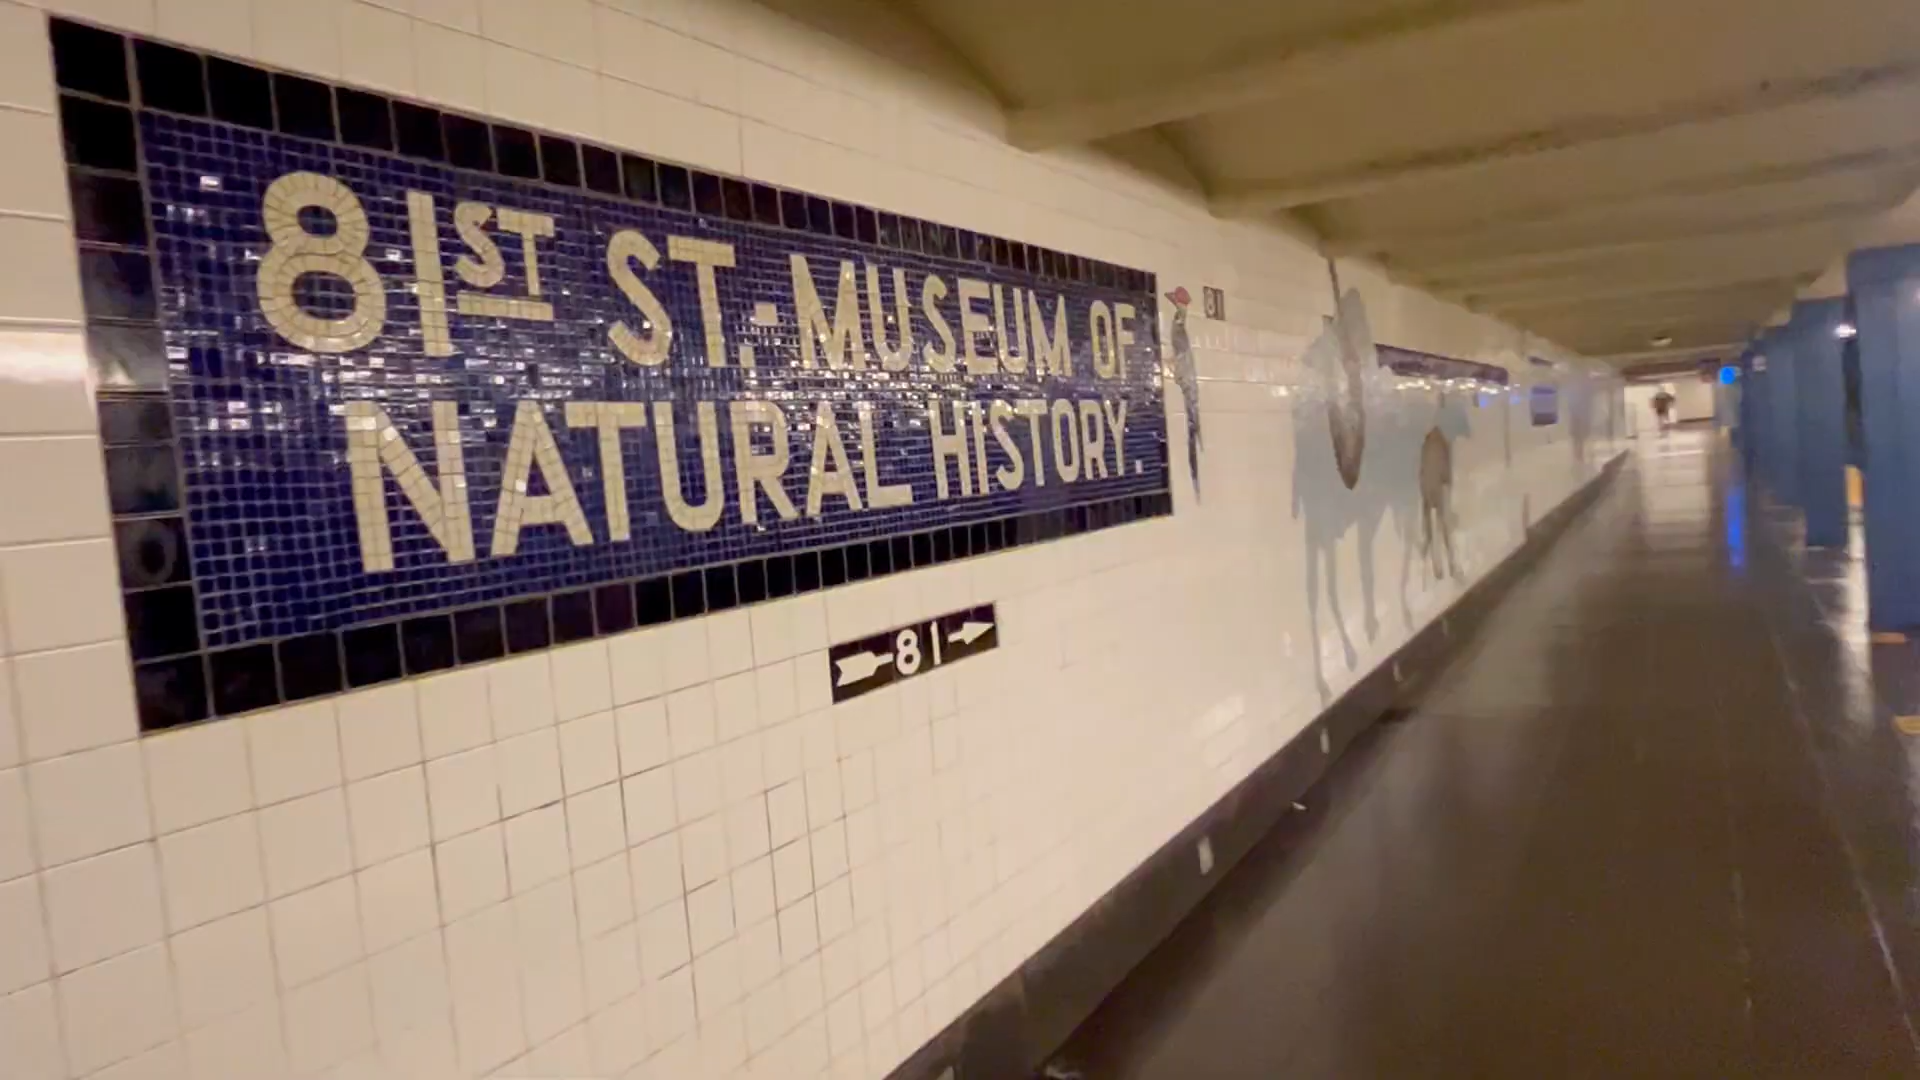 81ST ST.-MUSEUM OF
NATURAL HISTORY.
81
81